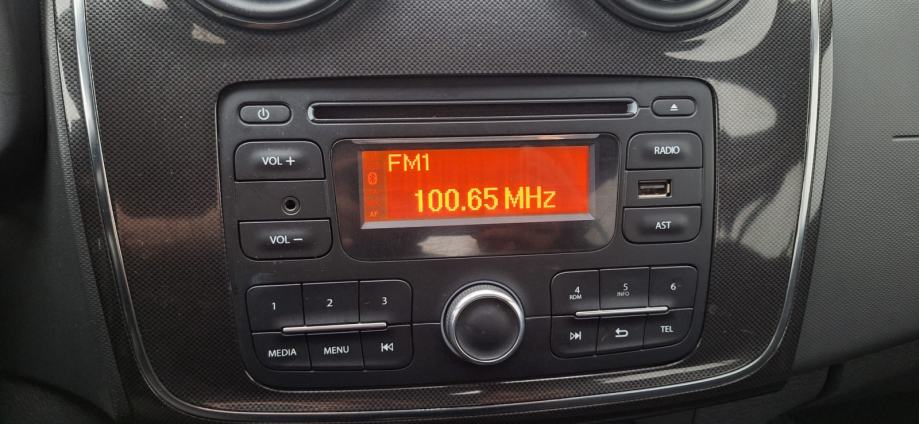 VOL +
FM1
100.65 MHz
AF
VOL −
RADIO
AST
1
2
3
MEDIA
MENU
4
RDM
5
INFO
6
TEL